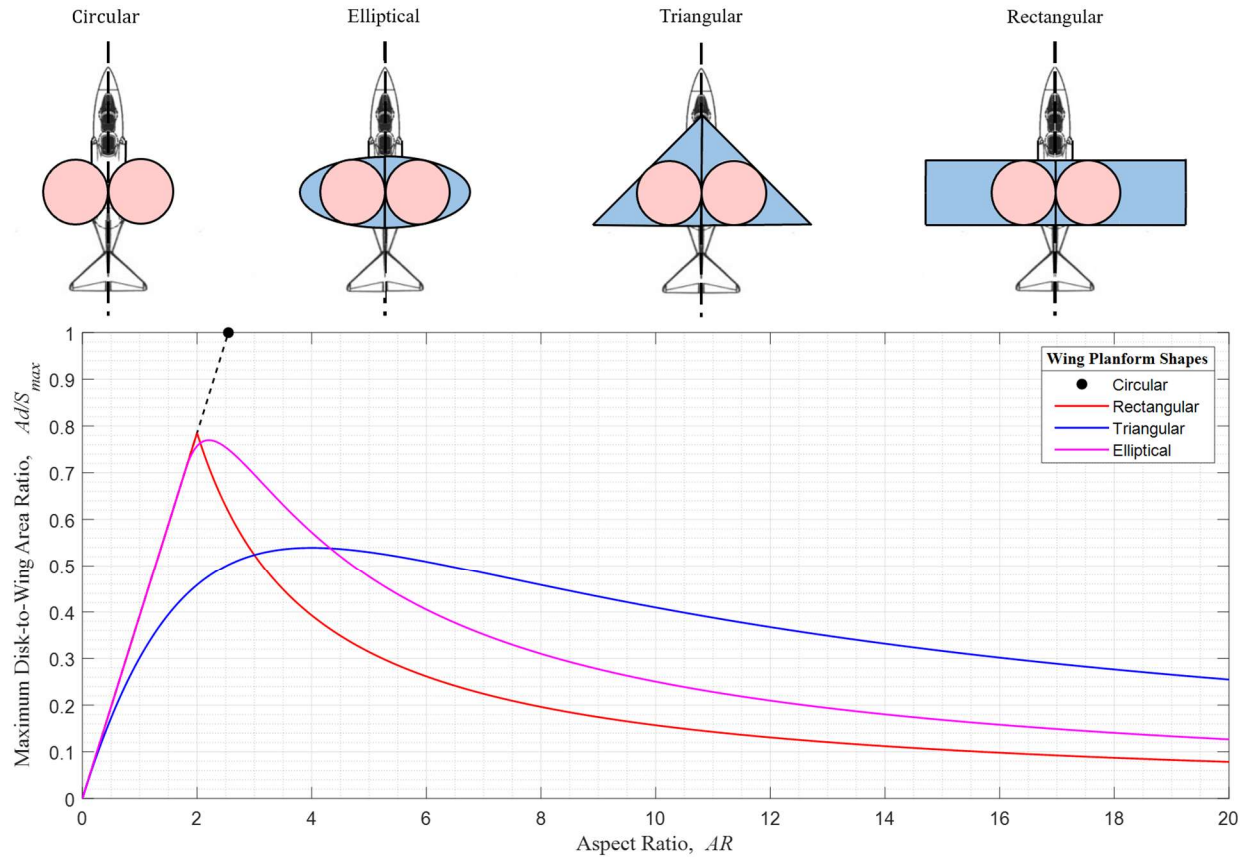 Circular
Elliptical
Triangular
Rectangular
Maximum Disk-to-Wing Area Ratio, Ad/S_max
1
0.9
0.8
0.7
0.6
0.5
0.4
0.3
0.2
0.1
0
Wing Planform Shapes
Circular
Rectangular
Triangular
Elliptical
0 2 4 6 8 10 12 14 16 18 20
Aspect Ratio, AR